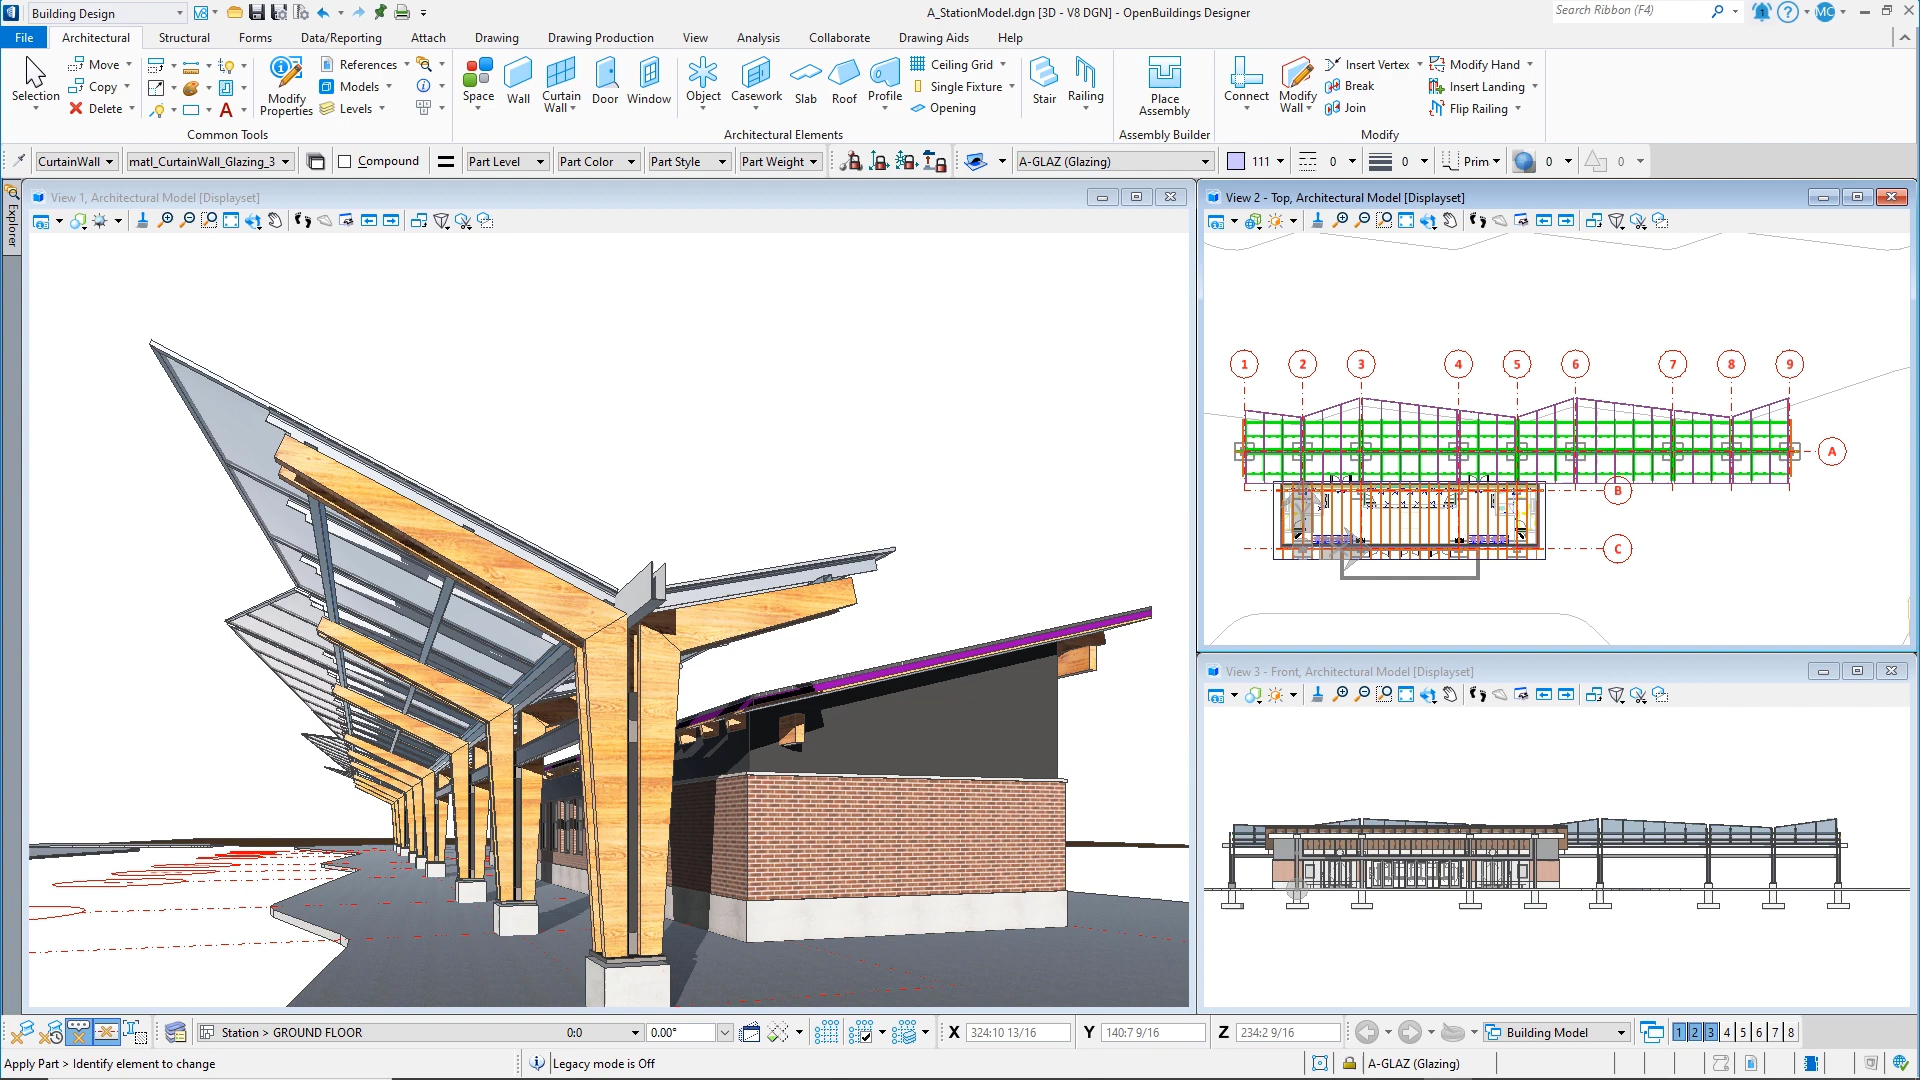 Building Design
A_StationModel.dgn [3D - V8 DGN] - OpenBuildings Designer
Search Ribbon (F4)
MC
File Architectural Structural Forms Data/Reporting Attach Drawing Drawing Production View Analysis Collaborate Drawing Aids Help
Selection
Move
Copy
Delete
Modify Properties
References
Models
Levels
Common Tools
Space
Wall
Curtain Wall
Door
Window
Object
Casework
Slab
Roof
Profile
Ceiling Grid
Single Fixture
Opening
Stair
Railing
Architectural Elements
Place Assembly
Assembly Builder
Connect
Modify Wall
Insert Vertex
Break
Join
Modify Hand
Insert Landing
Flip Railing
Modify
CurtainWall matl_CurtainWall_Glazing_3 Compound Part Level Part Color Part Style Part Weight A-GLAZ (Glazing) 111 0 0 Prim 0 0
Explorer
View 1, Architectural Model [Displayset]
View 2 - Top, Architectural Model [Displayset]
1 2 3 4 5 6 7 8 9
A
B
C
View 3 - Front, Architectural Model [Displayset]
Station > GROUND FLOOR 0:0 0.00° X 324:10 13/16 Y 140:7 9/16 Z 234:2 9/16 Building Model 1 2 3 4 5 6 7 8
Apply Part > Identify element to change Legacy mode is Off A-GLAZ (Glazing)